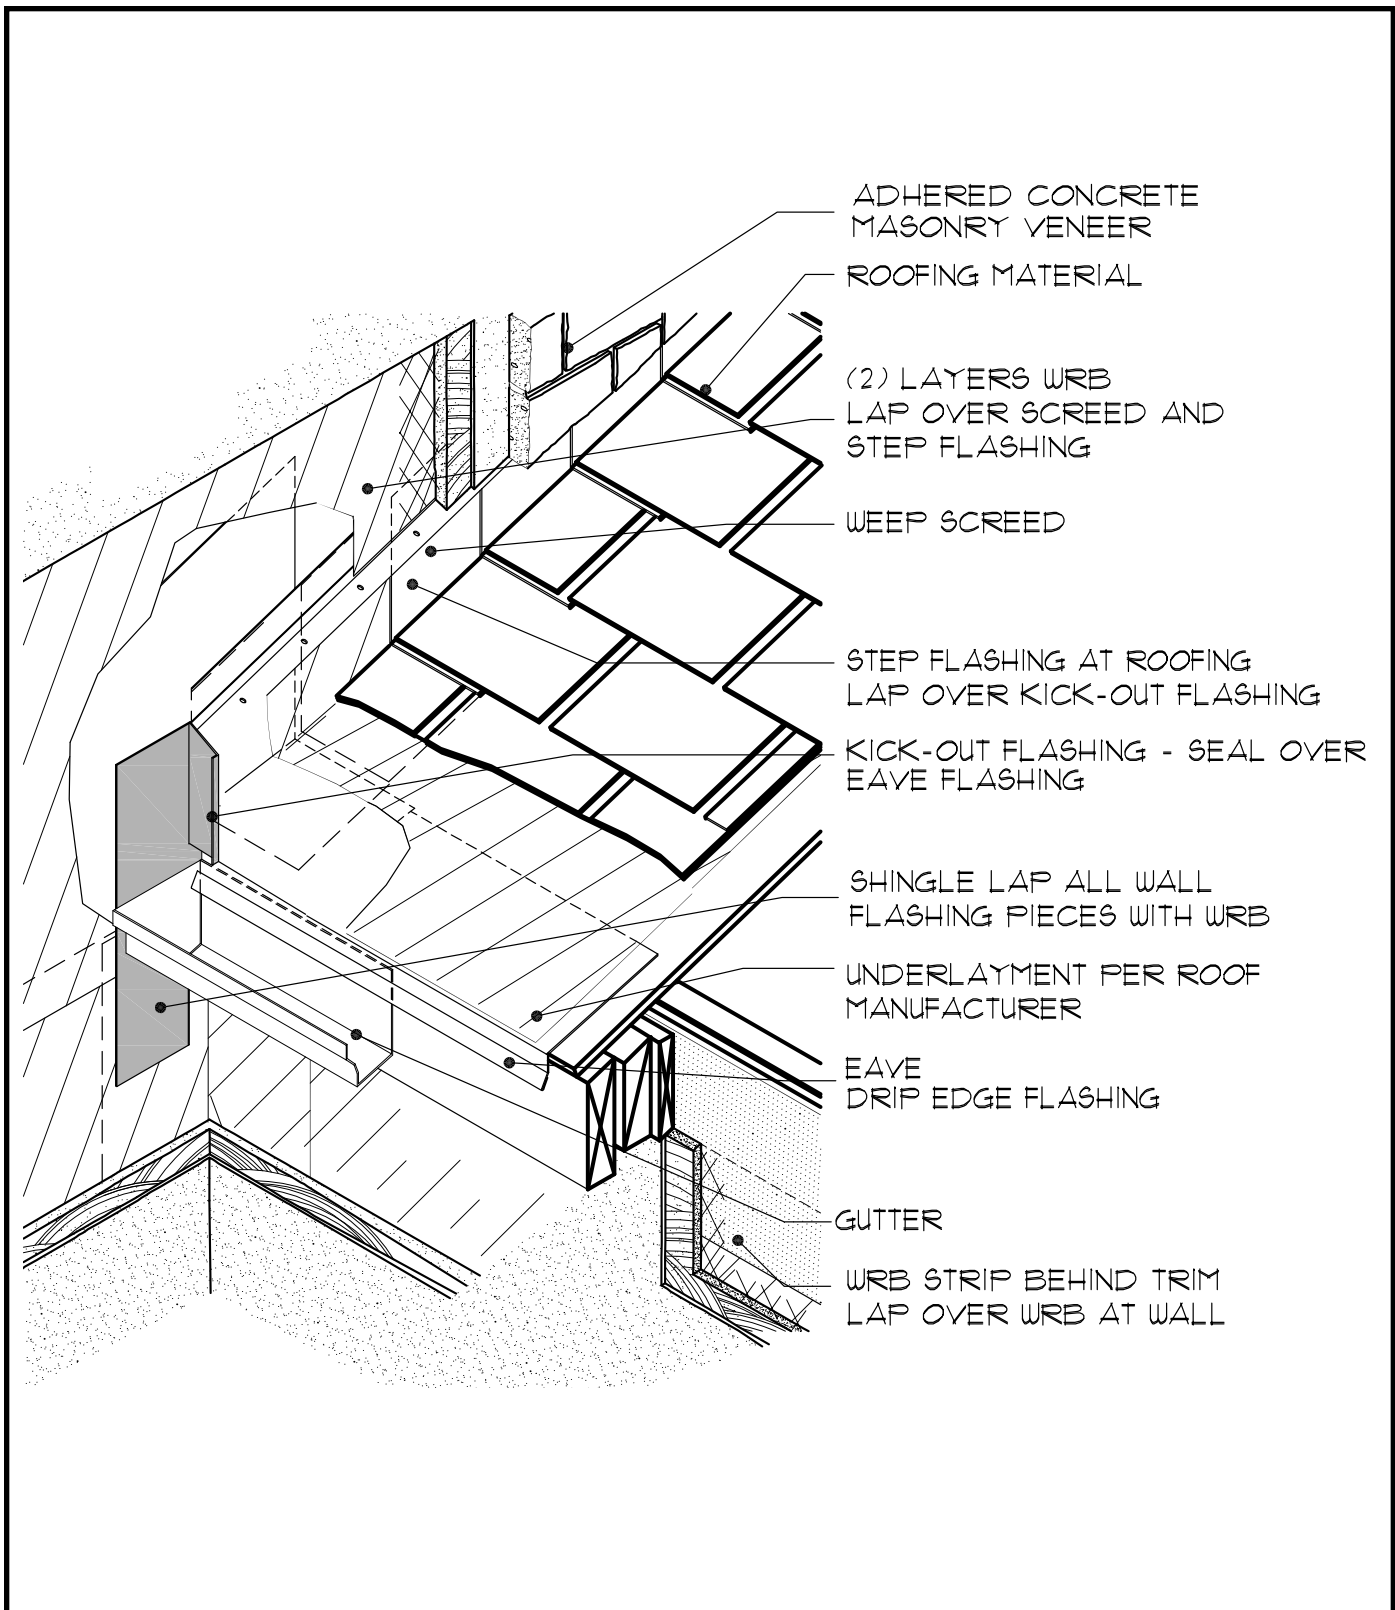 ADHERED CONCRETE
MASONRY VENEER
ROOFING MATERIAL
(2) LAYERS WRB
LAP OVER SCREED AND
STEP FLASHING
WEEP SCREED
STEP FLASHING AT ROOFING
LAP OVER KICK-OUT FLASHING
KICK-OUT FLASHING - SEAL OVER
EAVE FLASHING
SHINGLE LAP ALL WALL
FLASHING PIECES WITH WRB
UNDERLAYMENT PER ROOF
MANUFACTURER
EAVE
DRIP EDGE FLASHING
GUTTER
WRB STRIP BEHIND TRIM
LAP OVER WRB AT WALL